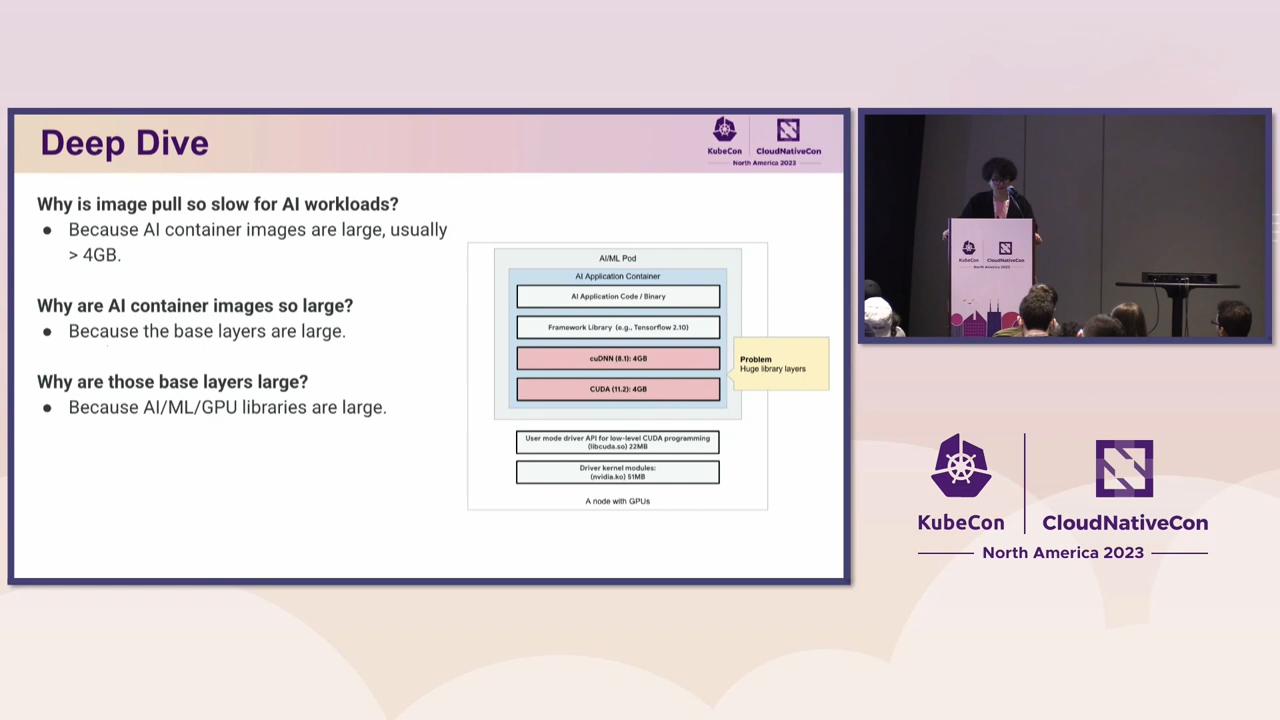 Deep Dive
KubeCon
CloudNativeCon
North America 2023
Why is image pull so slow for AI workloads?
● Because AI container images are large, usually
> 4GB.
Why are AI container images so large?
● Because the base layers are large.
Why are those base layers large?
● Because AI/ML/GPU libraries are large.
AI/ML Pod
AI Application Container
AI Application Code / Binary
Framework Library (e.g., Tensorflow 2.10)
cuDNN (8.1): 4GB
CUDA (11.2): 4GB
Problem
Huge library layers
User mode driver API for low-level CUDA programming
(libcuda.so) 22MB
Driver kernel modules:
(nvidia.ko) 51MB
A node with GPUs
KubeCon
CloudNativeCon
North America 2023
KubeCon
CloudNativeCon
North America 2023